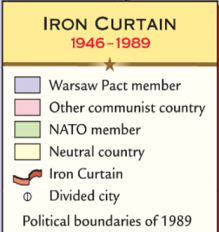 IRON CURTAIN
1946–1989
Warsaw Pact member
Other communist country
NATO member
Neutral country
Iron Curtain
Divided city
Political boundaries of 1989